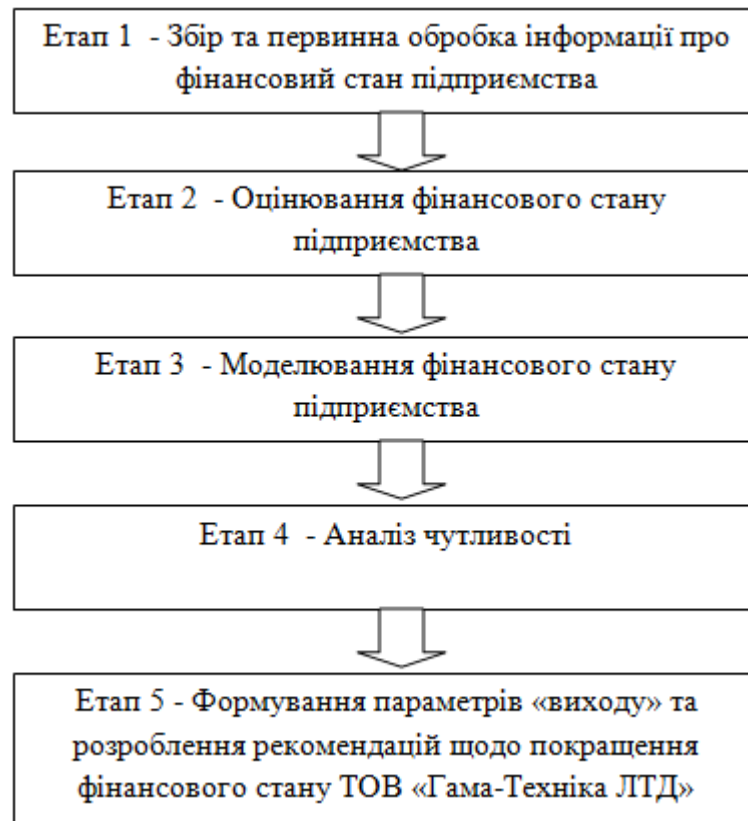 Етап 1 - Збір та первинна обробка інформації про
фінансовий стан підприємства
Етап 2 - Оцінювання фінансового стану
підприємства
Етап 3 - Моделювання фінансового стану
підприємства
Етап 4 - Аналіз чутливості
Етап 5 - Формування параметрів «виходу» та
розроблення рекомендацій щодо покращення
фінансового стану ТОВ «Гама-Техніка ЛТД»